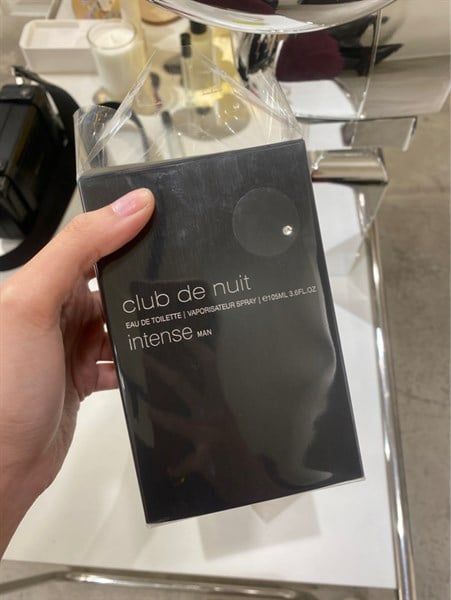 club de nuit
EAU DE TOILETTE | VAPORISATEUR SPRAY | ℮105ML 3.6FL.OZ
intense MAN